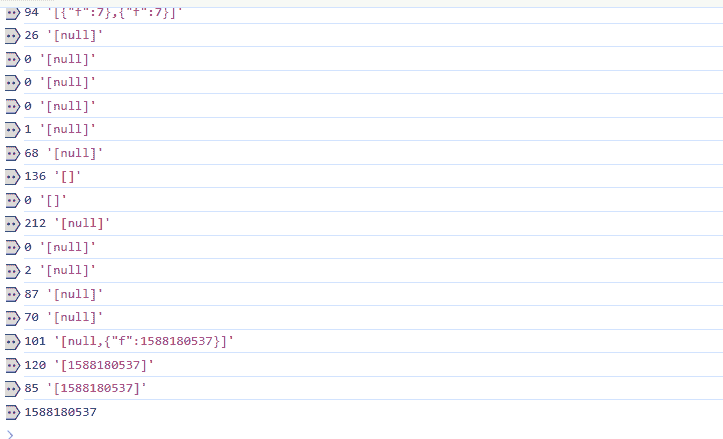 94 '[{"f":7},{"f":7}]'
26 '[null]'
0 '[null]'
0 '[null]'
0 '[null]'
1 '[null]'
68 '[null]'
136 '[]'
0 '[]'
212 '[null]'
0 '[null]'
2 '[null]'
87 '[null]'
70 '[null]'
101 '[null,{"f":1588180537}]'
120 '[1588180537]'
85 '[1588180537]'
1588180537